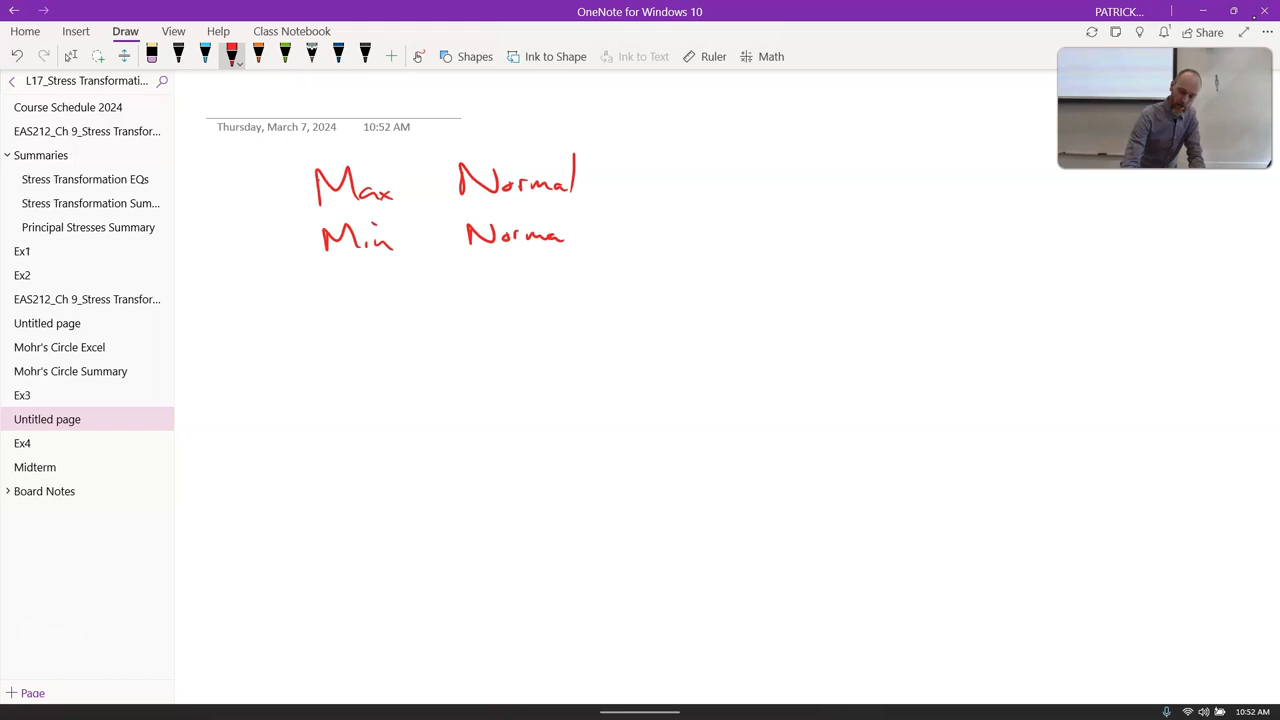 OneNote for Windows 10
PATRICK...
Home
Insert
Draw
View
Help
Class Notebook
Share
Shapes
Ink to Shape
Ink to Text
Ruler
Math
L17_Stress Transformati...
Course Schedule 2024
EAS212_Ch 9_Stress Transfor...
Summaries
Stress Transformation EQs
Stress Transformation Sum...
Principal Stresses Summary
Ex1
Ex2
EAS212_Ch 9_Stress Transfor...
Untitled page
Mohr's Circle Excel
Mohr's Circle Summary
Ex3
Untitled page
Ex4
Midterm
Board Notes
Page
Thursday, March 7, 2024 10:52 AM
Max Normal
Min Norma
10:52 AM